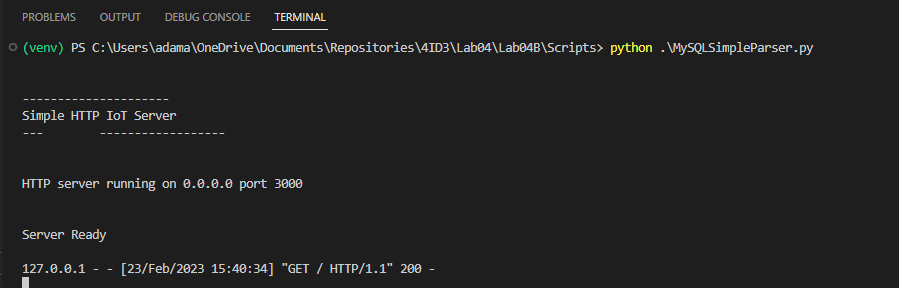 PROBLEMS OUTPUT DEBUG CONSOLE TERMINAL
(venv) PS C:\Users\adama\OneDrive\Documents\Repositories\4ID3\Lab04\Lab04B\Scripts> python .\MySQLSimpleParser.py
---------------------
Simple HTTP IoT Server
---        ------------------
HTTP server running on 0.0.0.0 port 3000
Server Ready
127.0.0.1 - - [23/Feb/2023 15:40:34] "GET / HTTP/1.1" 200 -